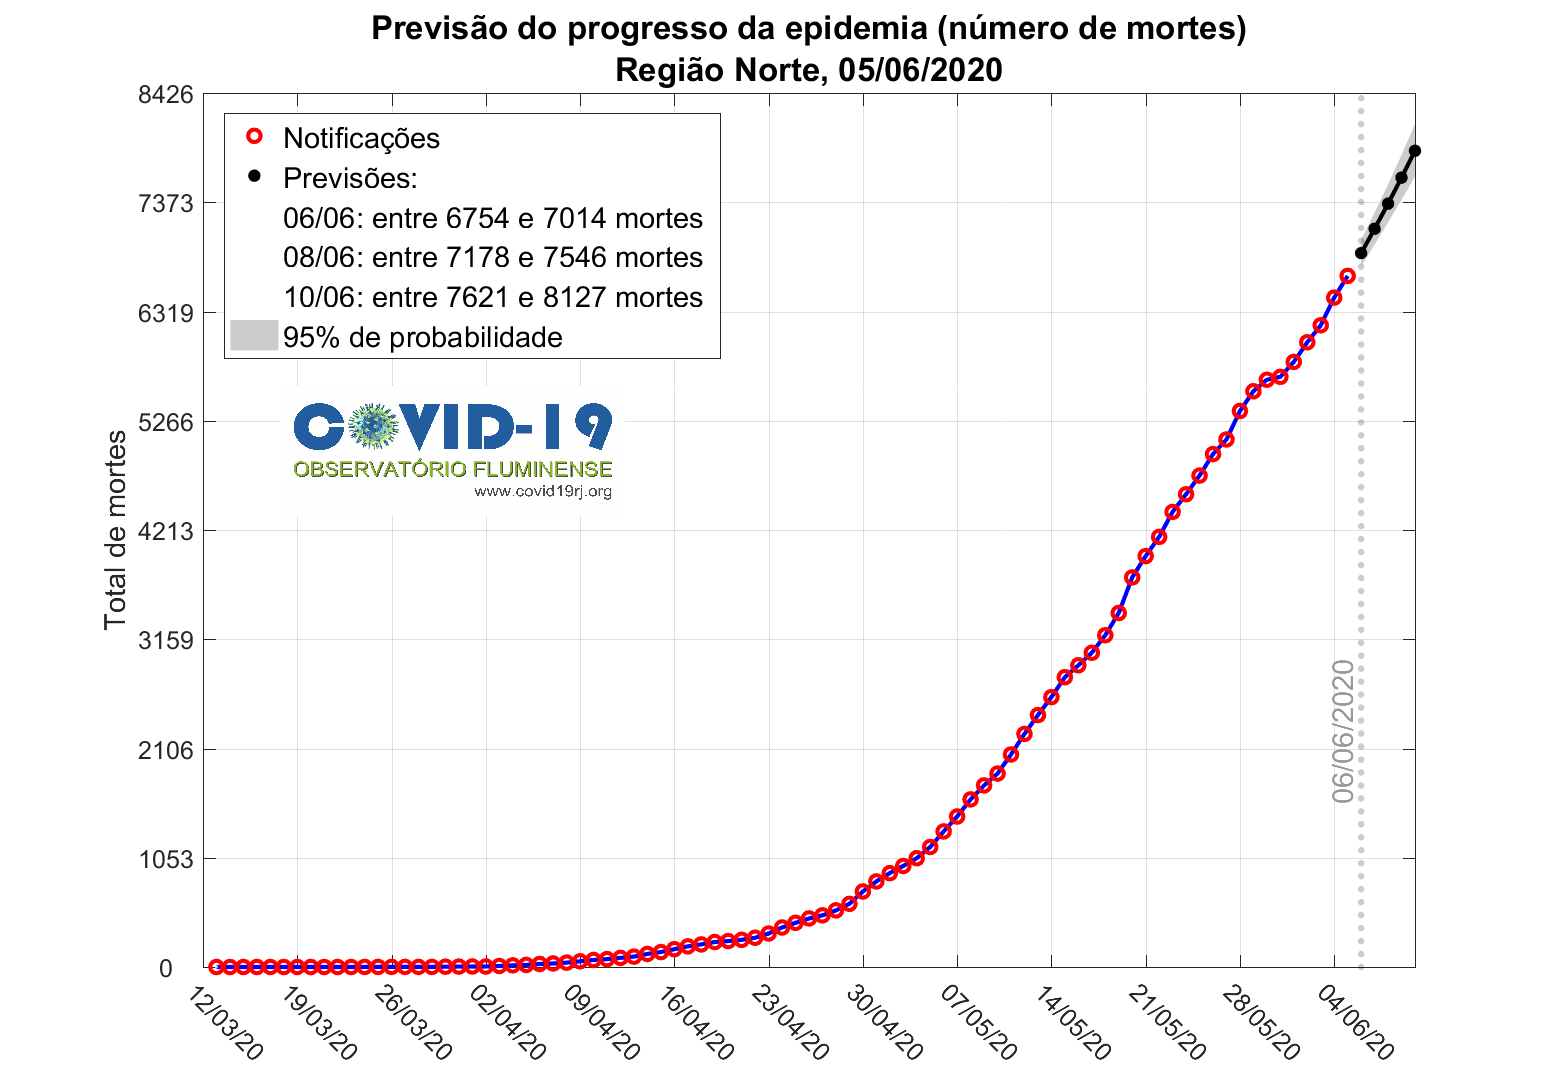 Previsão do progresso da epidemia (número de mortes)
Região Norte, 05/06/2020
8426
7373
6319
5266
4213
3159
2106
1053
0
Total de mortes
Notificações
Previsões:
06/06: entre 6754 e 7014 mortes
08/06: entre 7178 e 7546 mortes
10/06: entre 7621 e 8127 mortes
95% de probabilidade
COVID-19
OBSERVATÓRIO FLUMINENSE
www.covid19rj.org
06/06/2020
12/03/20
19/03/20
26/03/20
02/04/20
09/04/20
16/04/20
23/04/20
30/04/20
07/05/20
14/05/20
21/05/20
28/05/20
04/06/20